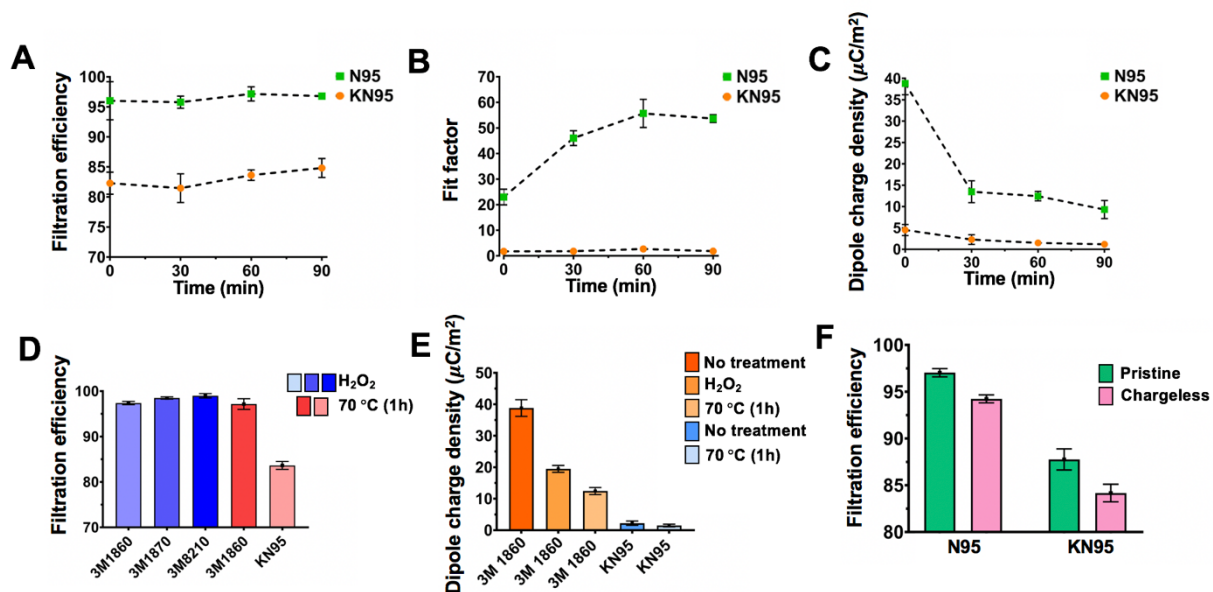 A
Filtration efficiency
100
95
90
85
80
75
70
0 30 60 90
Time (min)
N95
KN95
B
Fit factor
70
60
50
40
30
20
10
0
0 30 60 90
Time (min)
N95
KN95
C
Dipole charge density (μC/m²)
40
35
30
25
20
15
10
5
0
0 30 60 90
Time (min)
N95
KN95
D
Filtration efficiency
100
90
80
70
3M1860 3M1870 3M8210 3M1860 KN95
H₂O₂
70 °C (1h)
E
Dipole charge density (μC/m²)
50
40
30
20
10
0
3M 1860 3M 1860 3M 1860 KN95 KN95
No treatment
H₂O₂
70 °C (1h)
No treatment
70 °C (1h)
F
Filtration efficiency
100
95
90
85
80
N95 KN95
Pristine
Chargeless